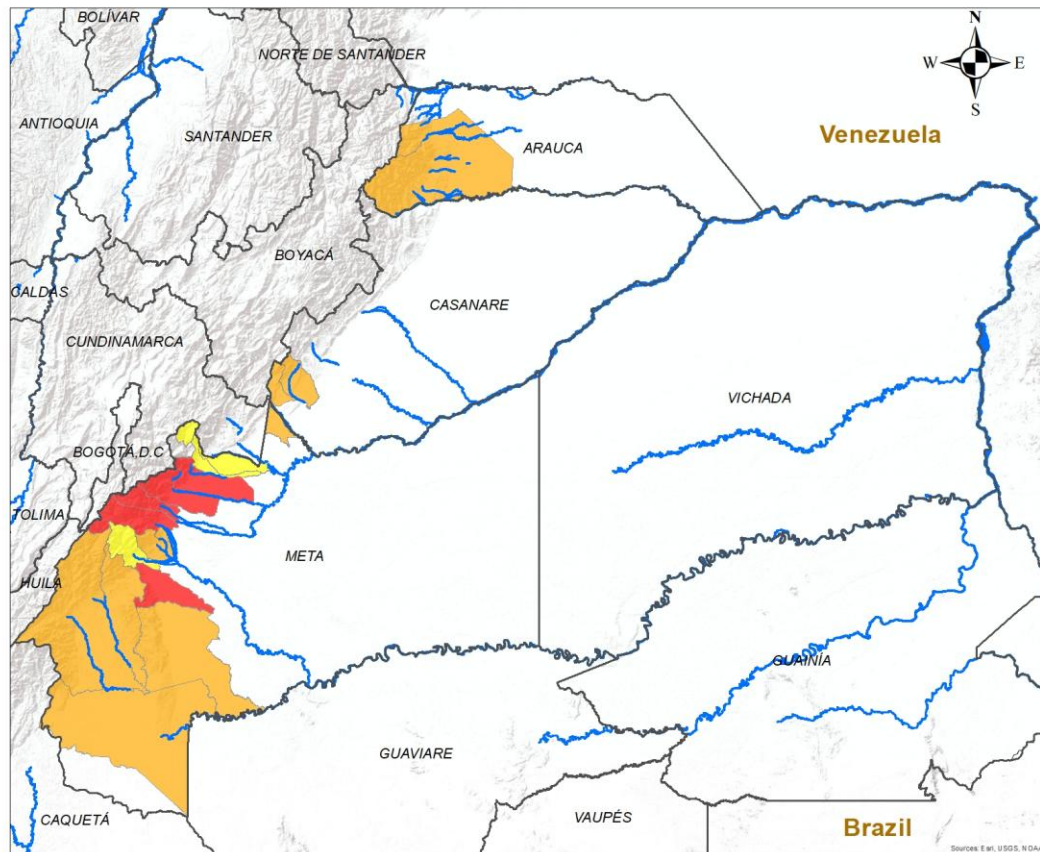 BOLÍVAR
N
NORTE DE SANTANDER
W
E
S
ANTIOQUIA
SANTANDER
Venezuela
ARAUCA
BOYACÁ
CALDAS
CASANARE
CUNDINAMARCA
VICHADA
BOGOTÁ,D.C
TOLIMA
META
HUILA
GUAINÍA
GUAVIARE
CAQUETÁ
VAUPÉS
Brazil
Sources: Esri, USGS, NOAA